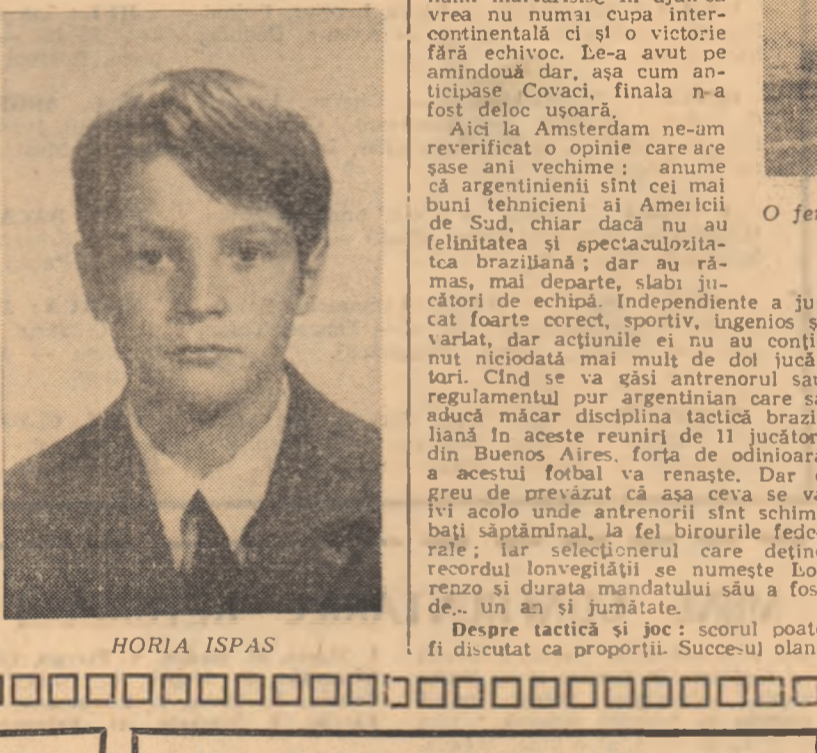 HORIA ISPAS
vrea nu numai cupa inter-
continentală ci și o victorie
fără echivoc. Le-a avut pe
amîndouă dar, așa cum an-
ticipase Covaci, finala n-a
fost deloc ușoară.
Aici la Amsterdam ne-am
reverificat o opinie care are
șase ani vechime : anume
că argentinienii sînt cei mai
buni tehnicieni ai Americii
de Sud, chiar dacă nu au
felinitatea și spectaculozita-
tea braziliană ; dar au ră-
mas, mai departe, slabi ju-
cători de echipă. Independiente a ju
cat foarte corect, sportiv, ingenios ș
variat, dar acțiunile ei nu au conți
nut niciodată mai mult de doi jucă
tori. Cînd se va găsi antrenorul sau
regulamentul pur argentinian care să
aducă măcar disciplina tactică brazi
liană în aceste reuniri de 11 jucător
din Buenos Aires, forța de odinioară
a acestui fotbal va renaște. Dar e
greu de prevăzut că așa ceva se va
ivi acolo unde antrenorii sînt schim
bați săptămînal, la fel birourile fede
rale ; iar selecționerul care deține
recordul lonvegității se numește Lo
renzo și durata mandatului său a fos
de... un an și jumătate.
Despre tactică și joc : scorul poate
fi discutat ca proporții. Succesul olan
O fe